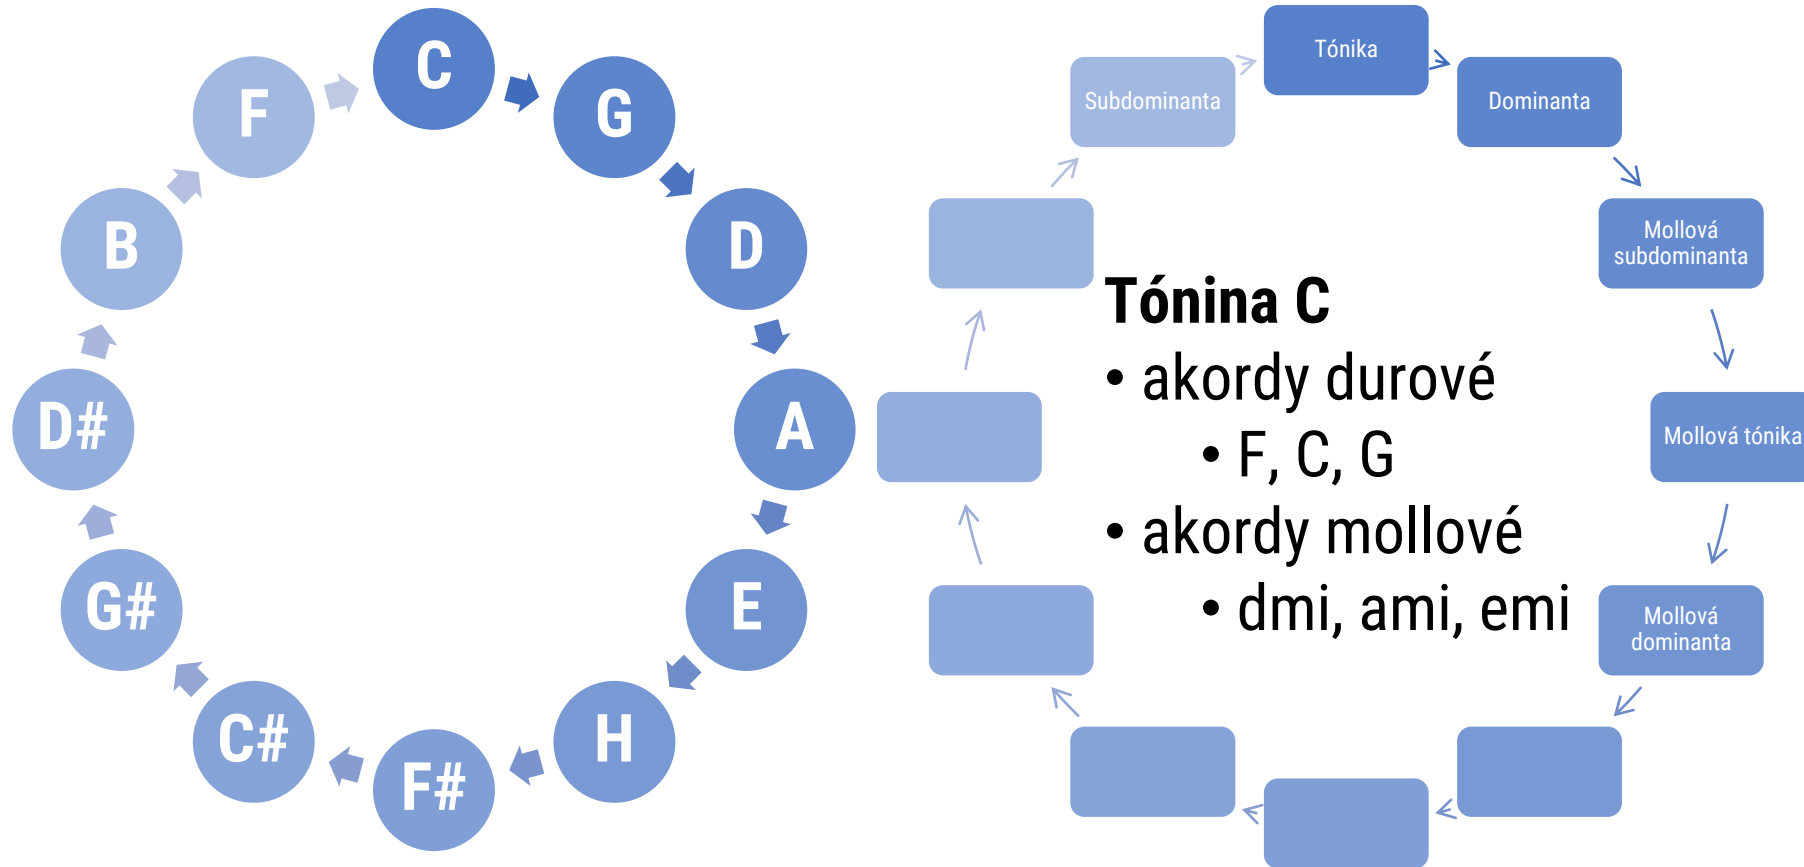 C
G
D
A
E
H
F#
C#
G#
D#
B
F
Tónika
Dominanta
Mollová
subdominanta
Mollová tónika
Mollová
dominanta
Subdominanta
Tónina C
• akordy durové
• F, C, G
• akordy mollové
• dmi, ami, emi